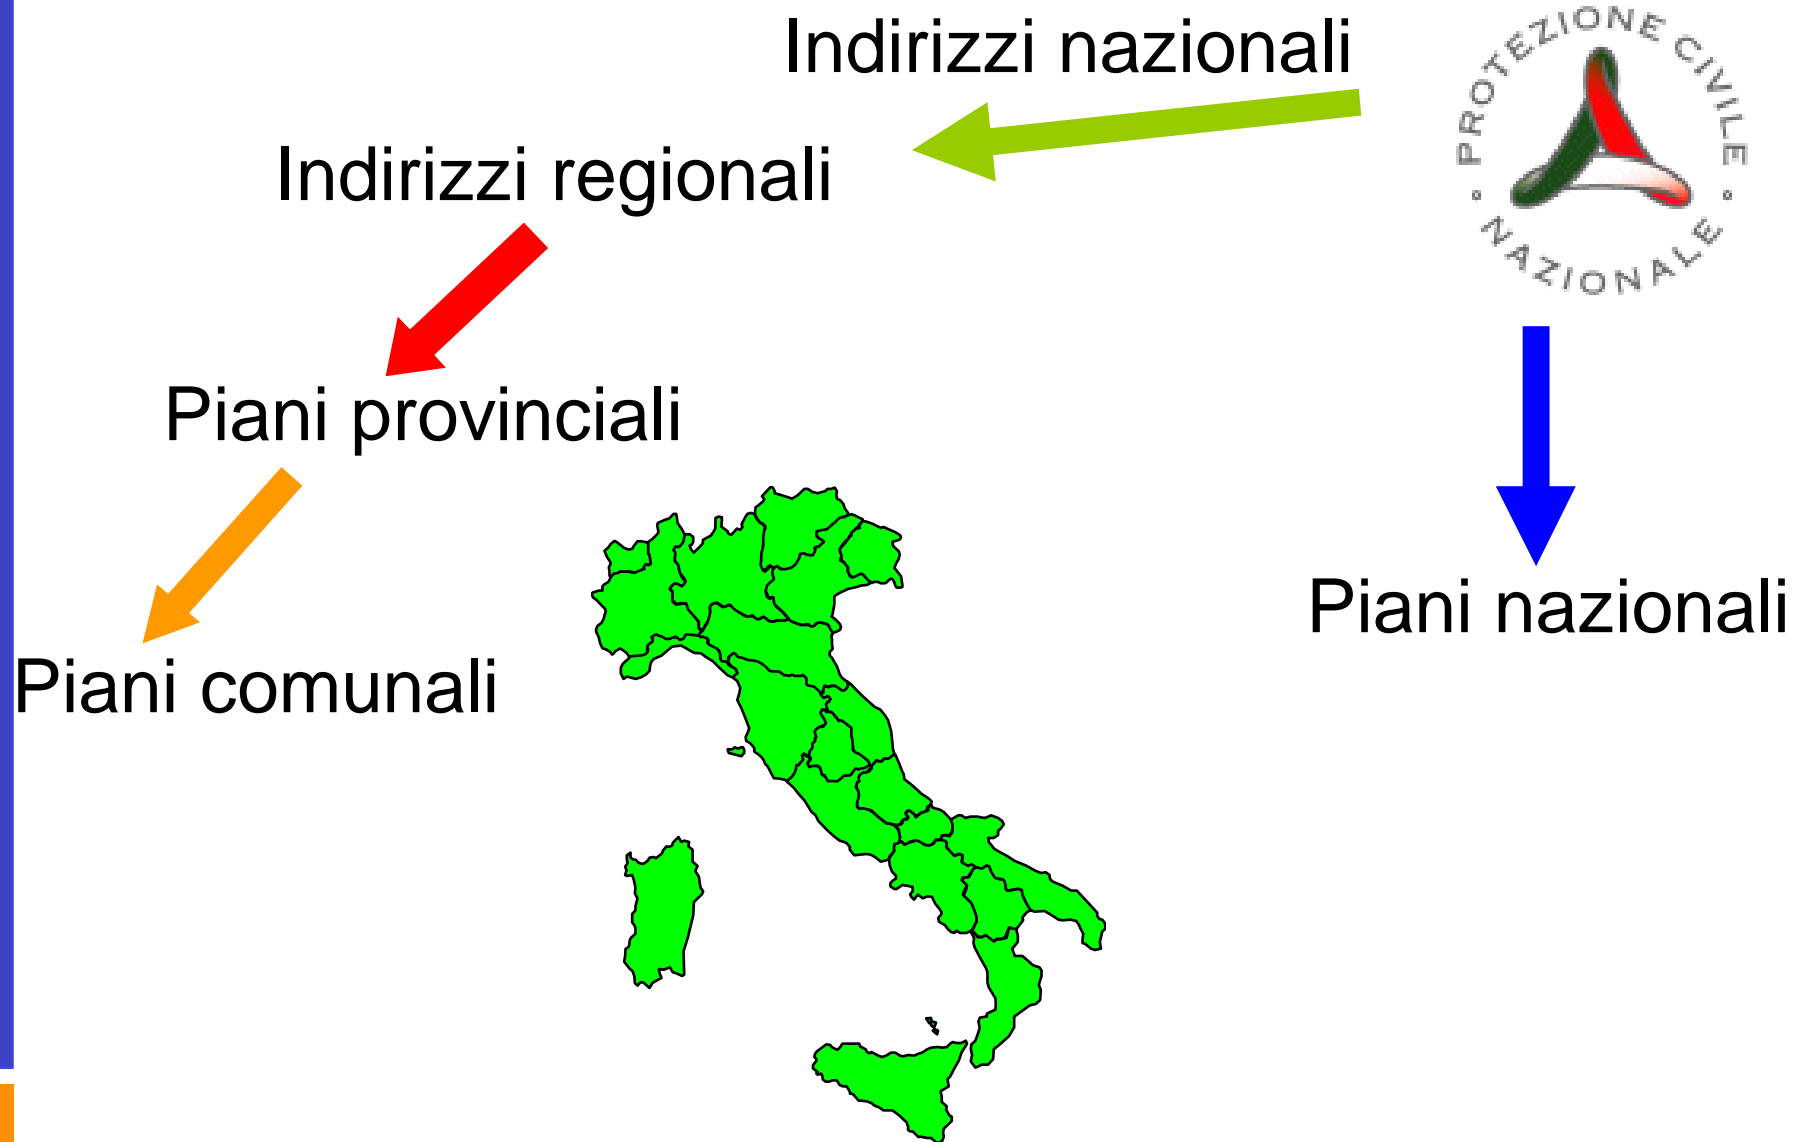 Indirizzi nazionali
PROTEZIONE CIVILE
NAZIONALE
Indirizzi regionali
Piani provinciali
Piani nazionali
Piani comunali